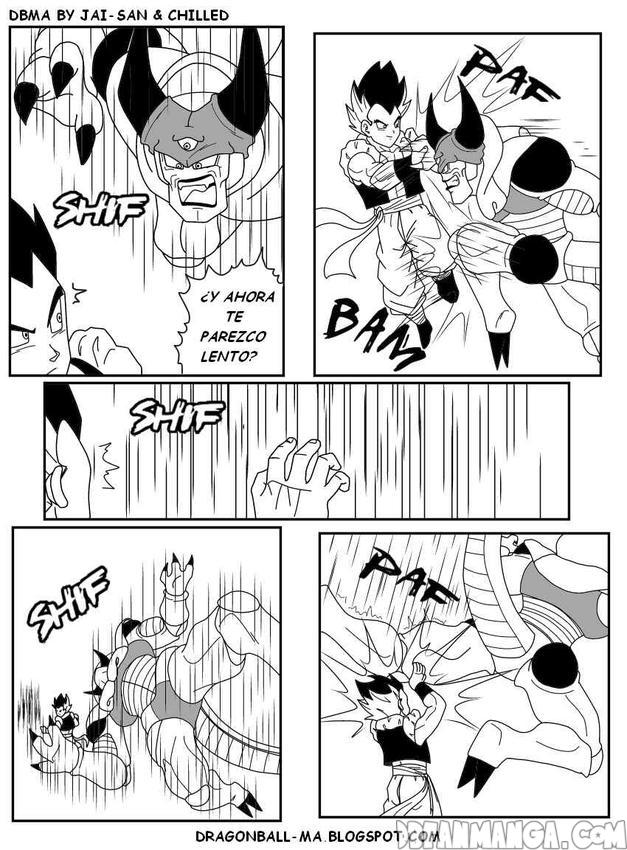 DBMA BY JAI-SAN & CHILLED
SHIF
¿Y AHORA
TE
PAREZCO
LENTO?
PAF
BAM
SHIF
SHIF
PAF
DRAGONBALL-MA.BLOGSPOT.COM
DBFANMANGA.COM